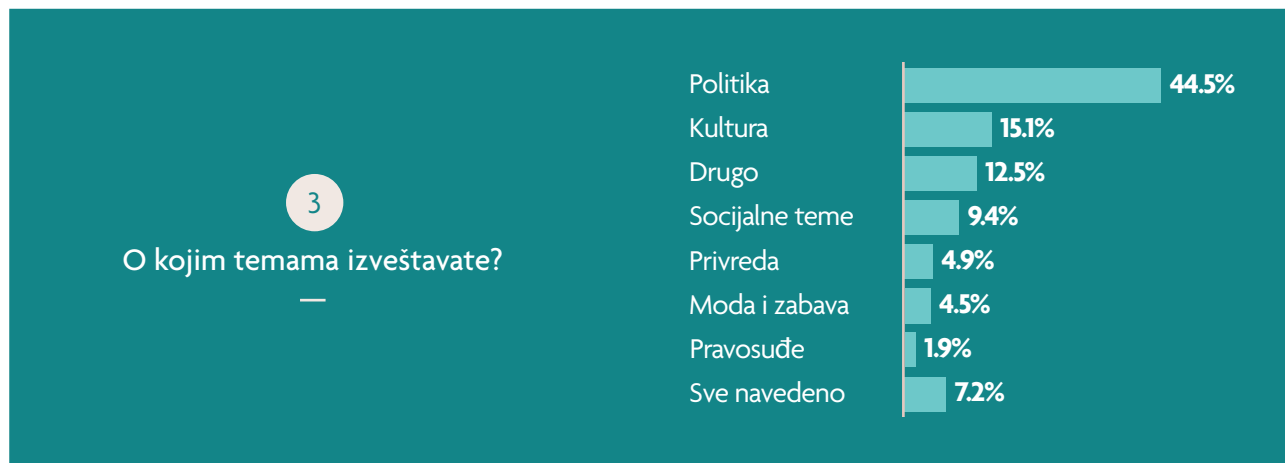 3
O kojim temama izveštavate?
Politika 44.5%
Kultura 15.1%
Drugo 12.5%
Socijalne teme 9.4%
Privreda 4.9%
Moda i zabava 4.5%
Pravosuđe 1.9%
Sve navedeno 7.2%